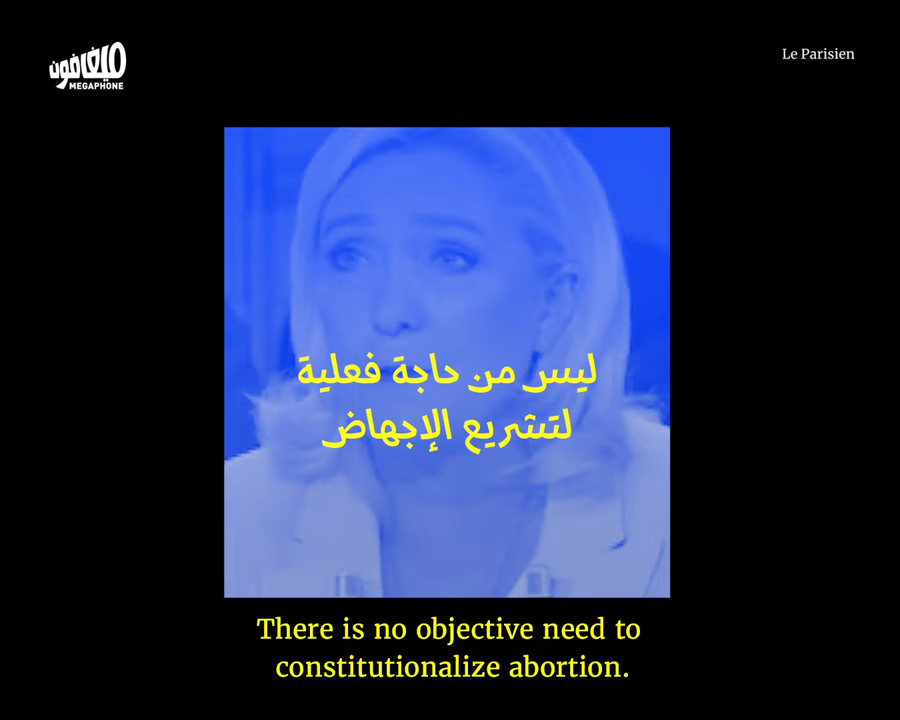 ميغافون
MEGAPHONE
Le Parisien
ليس من حاجة فعلية
لتشريع الإجهاض
There is no objective need to
constitutionalize abortion.